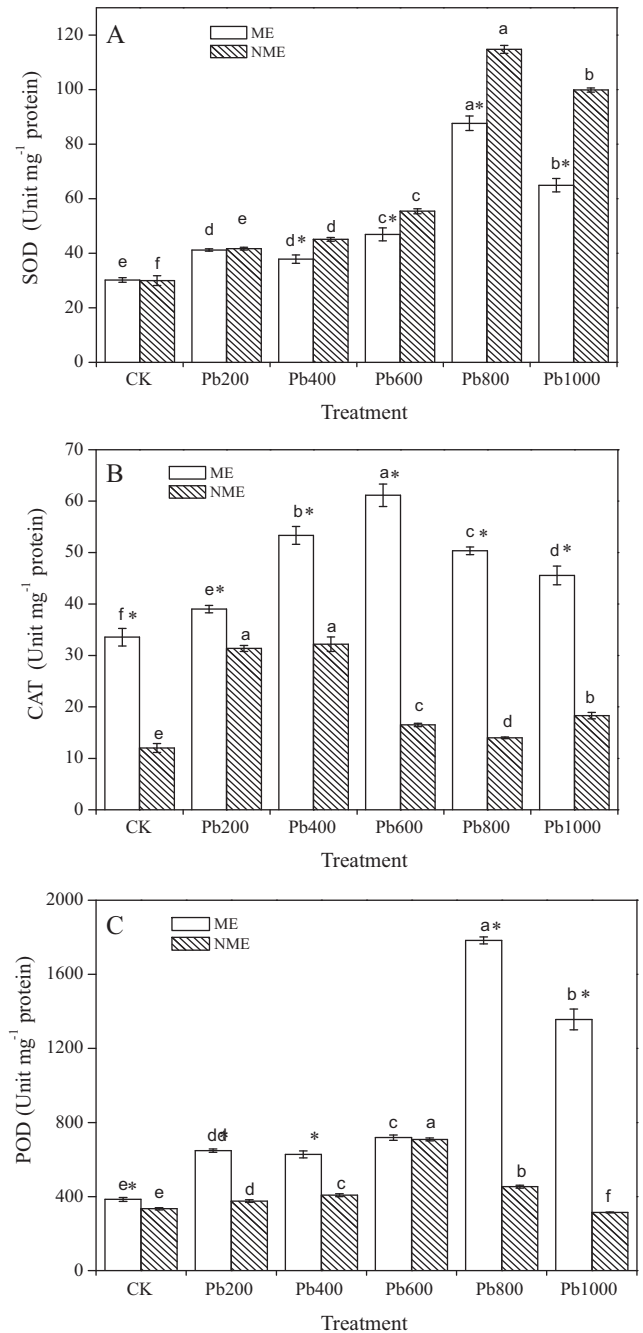 A
ME
NME
SOD (Unit mg⁻¹ protein)
120
100
80
60
40
20
0
e f d e d* d c* c a* a b* b
CK Pb200 Pb400 Pb600 Pb800 Pb1000
Treatment
B
ME
NME
CAT (Unit mg⁻¹ protein)
70
60
50
40
30
20
10
0
f* e e* a b* a a* c c* d d* b
CK Pb200 Pb400 Pb600 Pb800 Pb1000
Treatment
C
ME
NME
POD (Unit mg⁻¹ protein)
2000
1600
1200
800
400
0
e* e d * c c a a* b b* f
CK Pb200 Pb400 Pb600 Pb800 Pb1000
Treatment